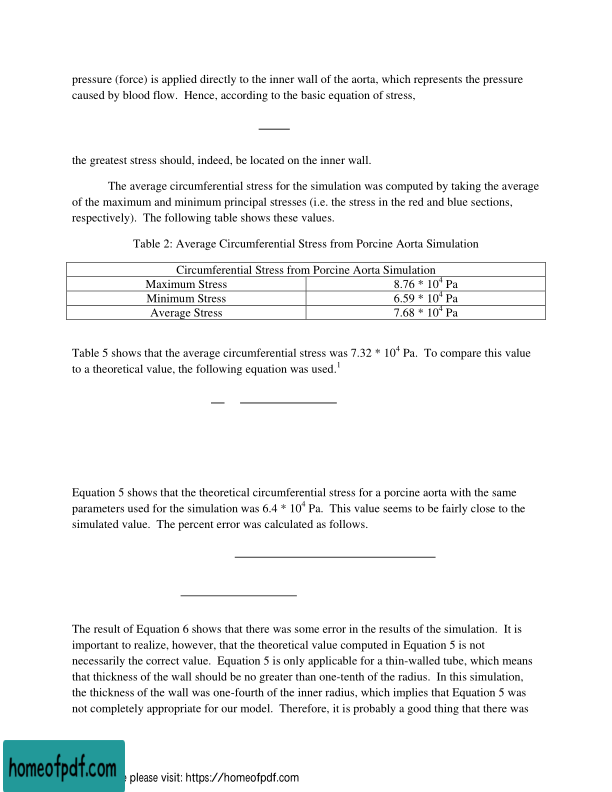 pressure (force) is applied directly to the inner wall of the aorta, which represents the pressure
caused by blood flow.  Hence, according to the basic equation of stress,
the greatest stress should, indeed, be located on the inner wall.
The average circumferential stress for the simulation was computed by taking the average
of the maximum and minimum principal stresses (i.e. the stress in the red and blue sections,
respectively).  The following table shows these values.
Table 2: Average Circumferential Stress from Porcine Aorta Simulation
Circumferential Stress from Porcine Aorta Simulation
Maximum Stress 8.76 * 10⁴ Pa
Minimum Stress 6.59 * 10⁴ Pa
Average Stress 7.68 * 10⁴ Pa
Table 5 shows that the average circumferential stress was 7.32 * 10⁴ Pa.  To compare this value
to a theoretical value, the following equation was used.¹
Equation 5 shows that the theoretical circumferential stress for a porcine aorta with the same
parameters used for the simulation was 6.4 * 10⁴ Pa.  This value seems to be fairly close to the
simulated value.  The percent error was calculated as follows.
The result of Equation 6 shows that there was some error in the results of the simulation.  It is
important to realize, however, that the theoretical value computed in Equation 5 is not
necessarily the correct value.  Equation 5 is only applicable for a thin-walled tube, which means
that thickness of the wall should be no greater than one-tenth of the radius.  In this simulation,
the thickness of the wall was one-fourth of the inner radius, which implies that Equation 5 was
not completely appropriate for our model.  Therefore, it is probably a good thing that there was
homeofpdf.com
please visit: https://homeofpdf.com